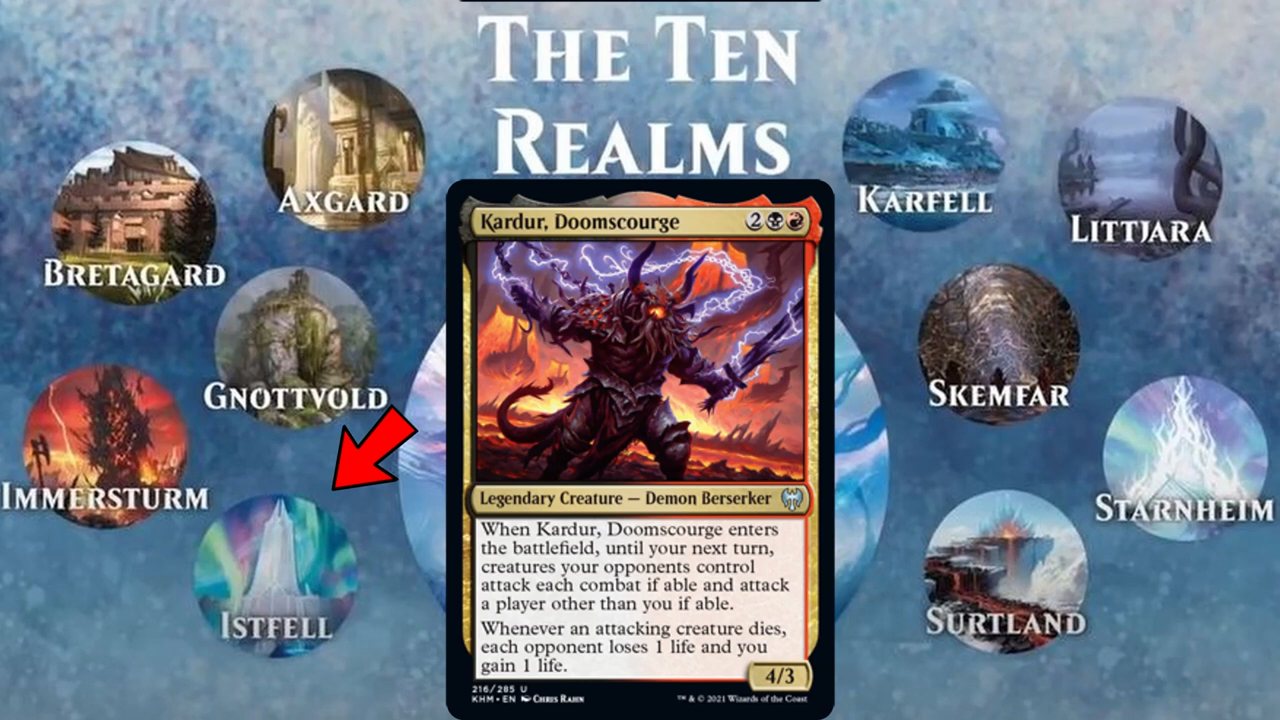 THE TEN
REALMS
AXGARD
BRETAGARD
GNOTTVOLD
IMMERSTURM
ISTFELL
KARFELL
LITTJARA
SKEMFAR
STARNHEIM
SURTLAND
Kardur, Doomscourge 2
Legendary Creature — Demon Berserker
When Kardur, Doomscourge enters
the battlefield, until your next turn,
creatures your opponents control
attack each combat if able and attack
a player other than you if able.
Whenever an attacking creature dies,
each opponent loses 1 life and you
gain 1 life.
4/3
216/285 U
KHM • EN CHRIS RAHN
™ & © 2021 Wizards of the Coast